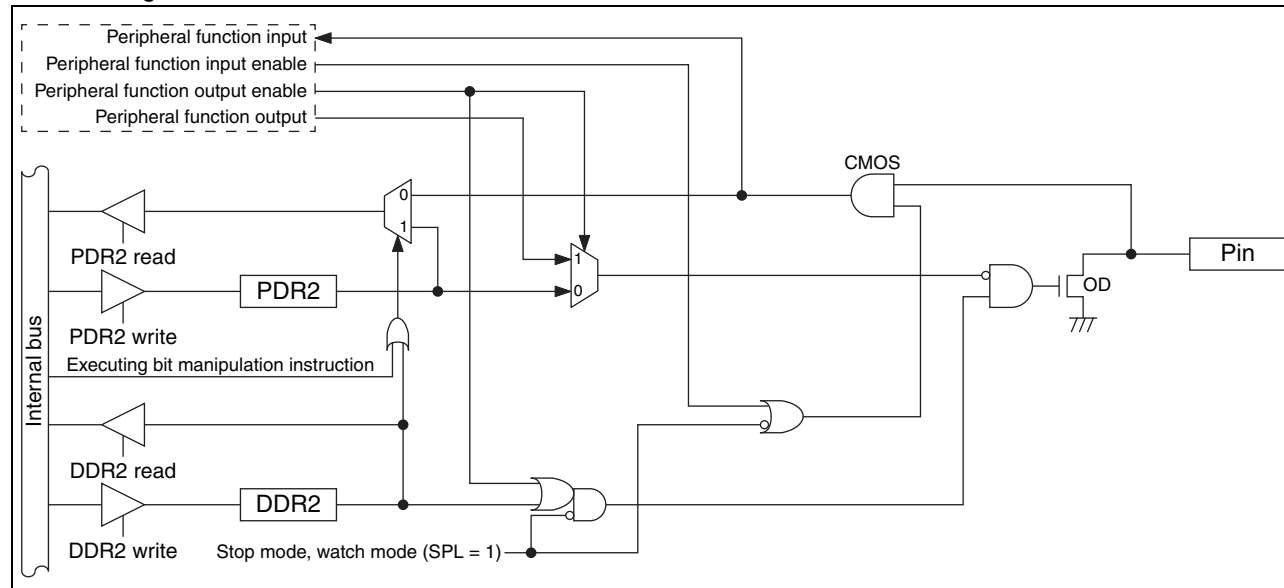 Peripheral function input
Peripheral function input enable
Peripheral function output enable
Peripheral function output
CMOS
0
1
PDR2 read
1
Pin
OD
PDR2
0
PDR2 write
Internal bus
Executing bit manipulation instruction
DDR2 read
DDR2
DDR2 write
Stop mode, watch mode (SPL = 1)